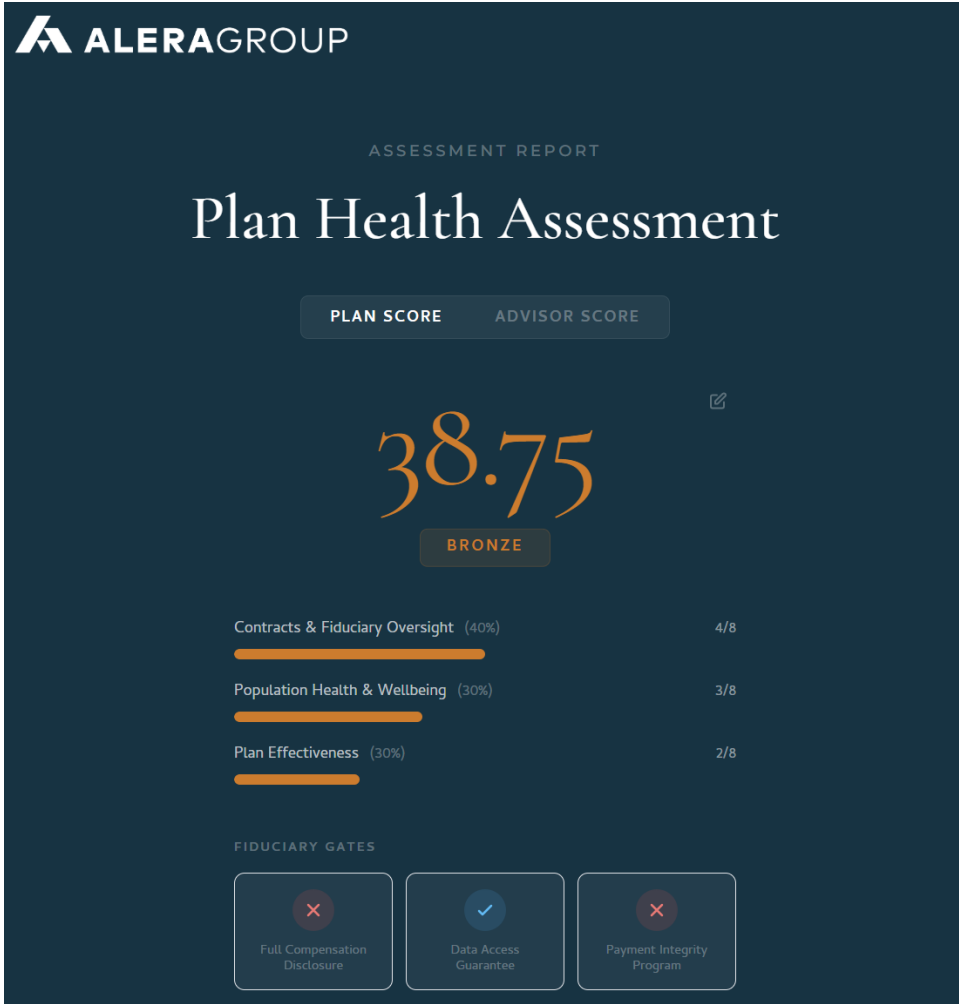 ALERAGROUP
ASSESSMENT REPORT
Plan Health Assessment
PLAN SCORE ADVISOR SCORE
38.75
BRONZE
Contracts & Fiduciary Oversight (40%) 4/8
Population Health & Wellbeing (30%) 3/8
Plan Effectiveness (30%) 2/8
FIDUCIARY GATES
Full Compensation
Disclosure
Data Access
Guarantee
Payment Integrity
Program